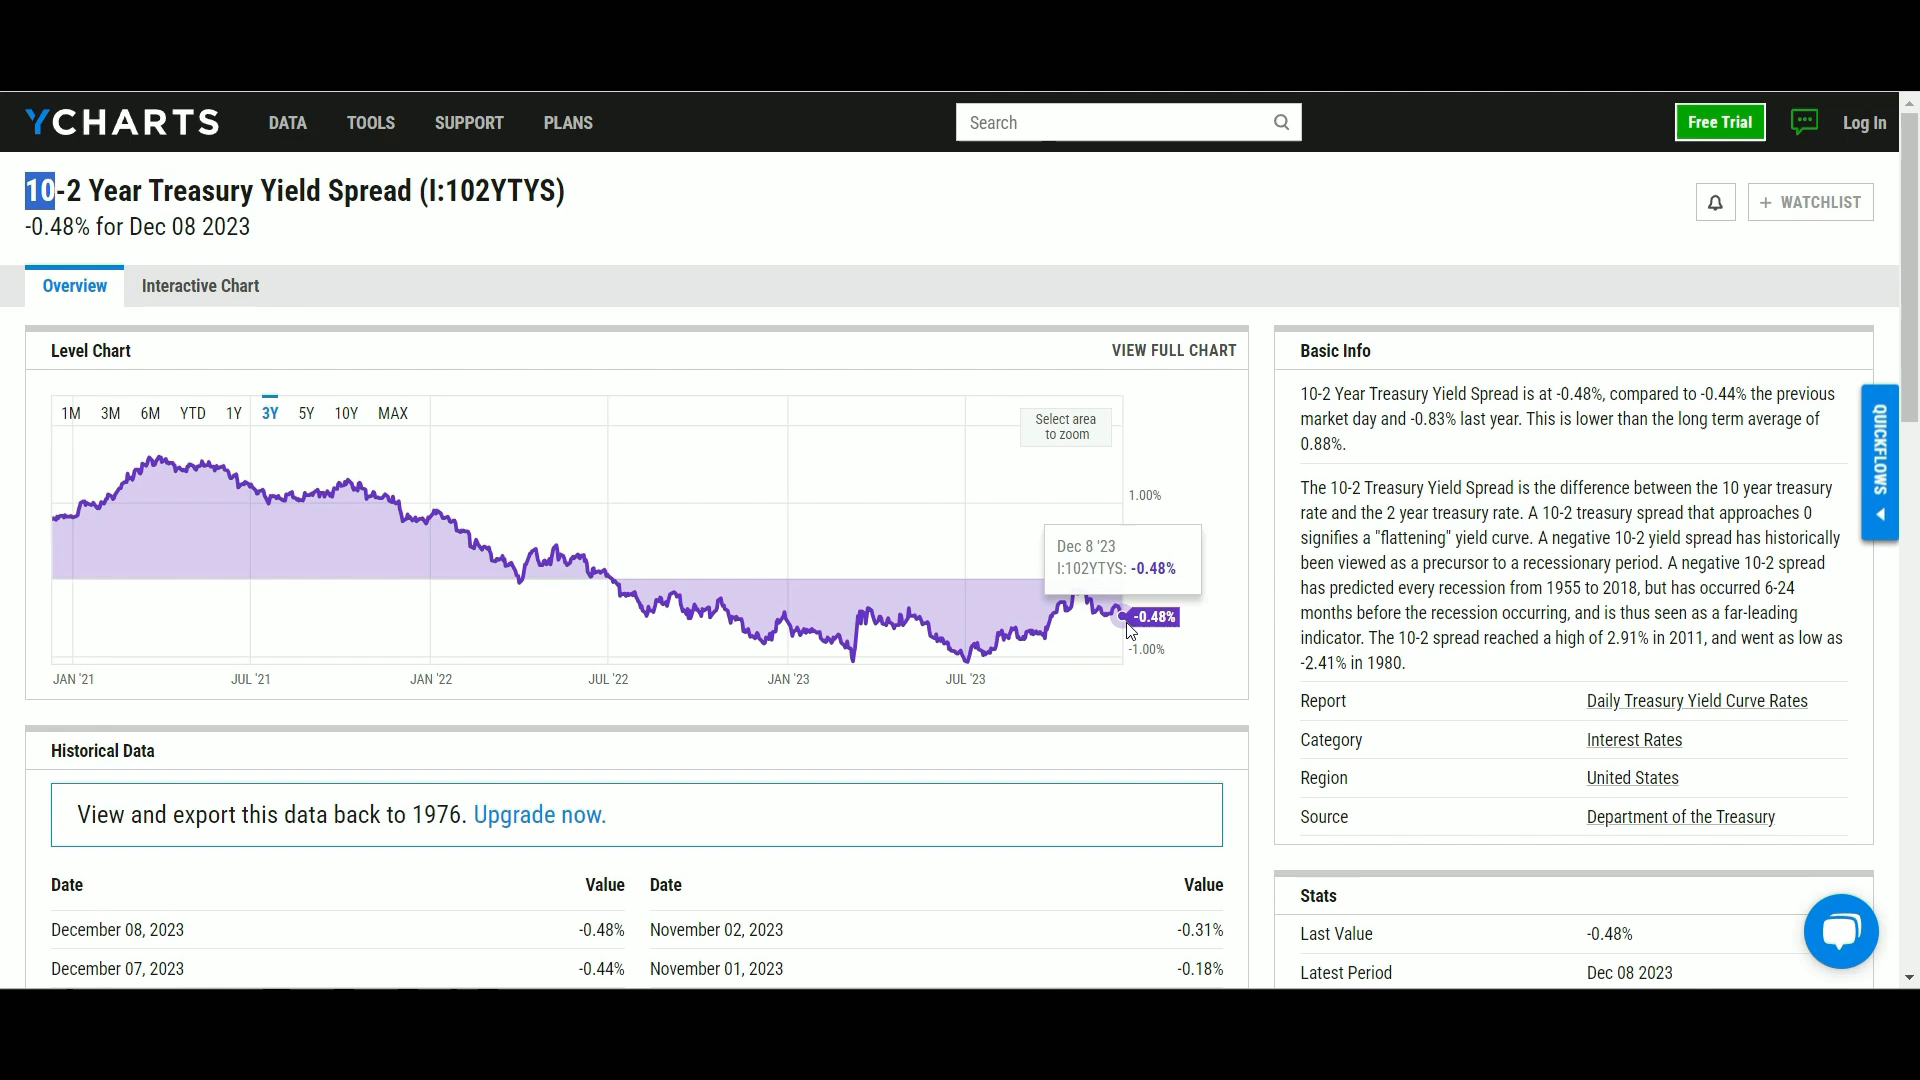 YCHARTS
DATA
TOOLS
SUPPORT
PLANS
Search
Free Trial
Log In
10-2 Year Treasury Yield Spread (I:102YTYS)
-0.48% for Dec 08 2023
+ WATCHLIST
Overview
Interactive Chart
Level Chart
VIEW FULL CHART
1M 3M 6M YTD 1Y 3Y 5Y 10Y MAX
Select area
to zoom
1.00%
Dec 8 '23
I:102YTYS: -0.48%
-0.48%
-1.00%
JAN '21
JUL '21
JAN '22
JUL '22
JAN '23
JUL '23
Historical Data
View and export this data back to 1976. Upgrade now.
Date Value Date Value
December 08, 2023 -0.48% November 02, 2023 -0.31%
December 07, 2023 -0.44% November 01, 2023 -0.18%
Basic Info
10-2 Year Treasury Yield Spread is at -0.48%, compared to -0.44% the previous
market day and -0.83% last year. This is lower than the long term average of
0.88%.
The 10-2 Treasury Yield Spread is the difference between the 10 year treasury
rate and the 2 year treasury rate. A 10-2 treasury spread that approaches 0
signifies a "flattening" yield curve. A negative 10-2 yield spread has historically
been viewed as a precursor to a recessionary period. A negative 10-2 spread
has predicted every recession from 1955 to 2018, but has occurred 6-24
months before the recession occurring, and is thus seen as a far-leading
indicator. The 10-2 spread reached a high of 2.91% in 2011, and went as low as
-2.41% in 1980.
Report Daily Treasury Yield Curve Rates
Category Interest Rates
Region United States
Source Department of the Treasury
Stats
Last Value -0.48%
Latest Period Dec 08 2023
QUICKFLOWS